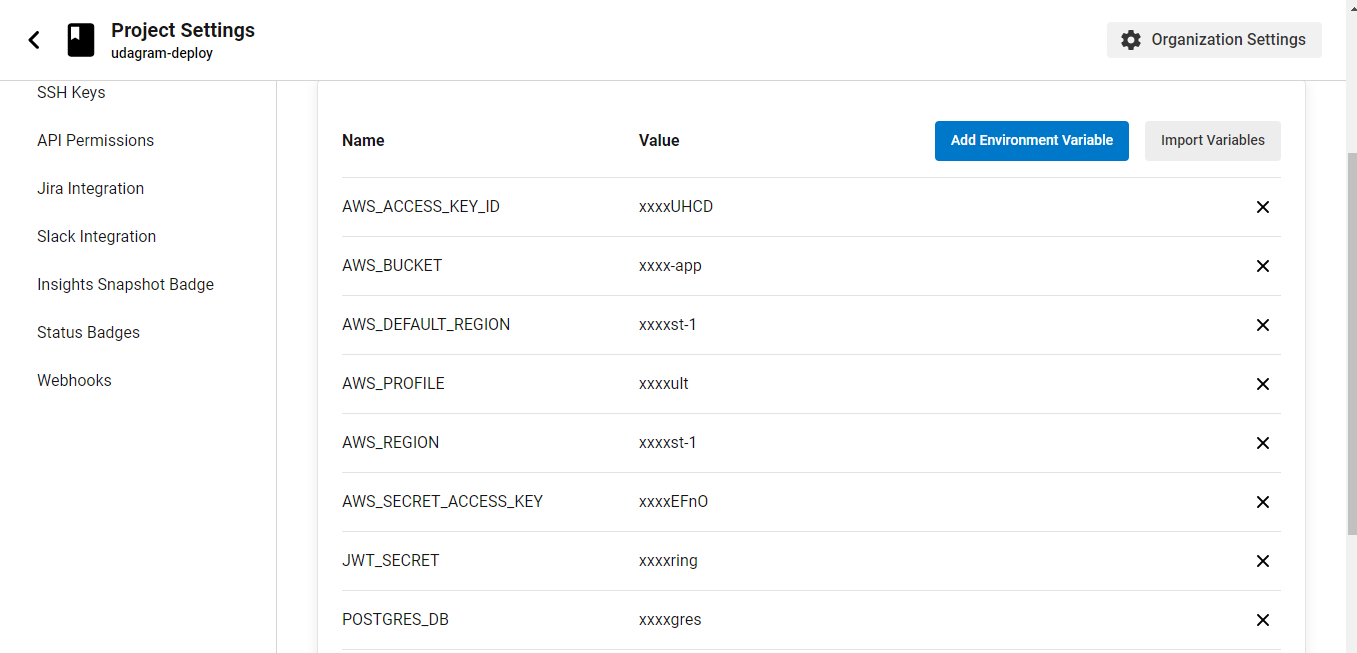 Project Settings
udagram-deploy
Organization Settings
SSH Keys
API Permissions
Jira Integration
Slack Integration
Insights Snapshot Badge
Status Badges
Webhooks
Name Value Add Environment Variable Import Variables
AWS_ACCESS_KEY_ID xxxxUHCD
AWS_BUCKET xxxx-app
AWS_DEFAULT_REGION xxxxst-1
AWS_PROFILE xxxxult
AWS_REGION xxxxst-1
AWS_SECRET_ACCESS_KEY xxxxEFnO
JWT_SECRET xxxxring
POSTGRES_DB xxxxgres